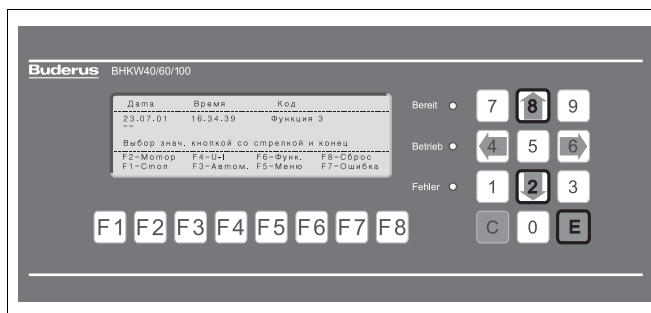 Buderus BHKW40/60/100
Дата Время Код
23.07.01 16.34.39 Функция 3
Выбор знач. кнопкой со стрелкой и конец
F2-Мотор F4-U-I F6-Функ. F8-Сброс
F1-Стоп F3-Автом. F5-Меню F7-Ошибка
Bereit
Betrieb
Fehler
7 8 9
4 5 6
1 2 3
C 0 E
F1 F2 F3 F4 F5 F6 F7 F8